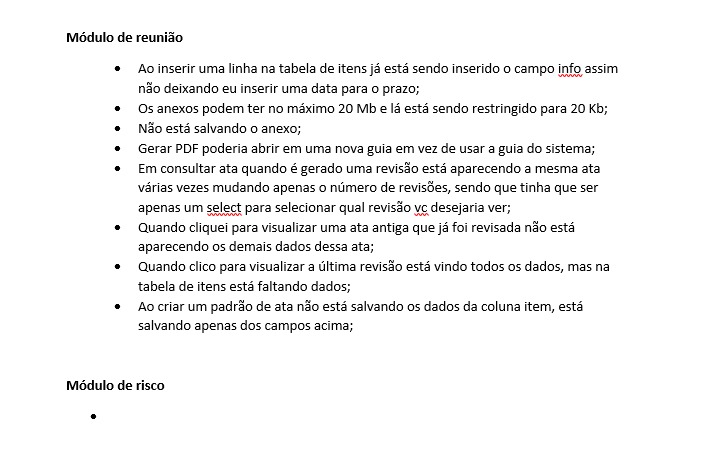 Módulo de reunião
• Ao inserir uma linha na tabela de itens já está sendo inserido o campo info assim
não deixando eu inserir uma data para o prazo;
• Os anexos podem ter no máximo 20 Mb e lá está sendo restringido para 20 Kb;
• Não está salvando o anexo;
• Gerar PDF poderia abrir em uma nova guia em vez de usar a guia do sistema;
• Em consultar ata quando é gerado uma revisão está aparecendo a mesma ata
várias vezes mudando apenas o número de revisões, sendo que tinha que ser
apenas um select para selecionar qual revisão vc desejaria ver;
• Quando cliquei para visualizar uma ata antiga que já foi revisada não está
aparecendo os demais dados dessa ata;
• Quando clico para visualizar a última revisão está vindo todos os dados, mas na
tabela de itens está faltando dados;
• Ao criar um padrão de ata não está salvando os dados da coluna item, está
salvando apenas dos campos acima;
Módulo de risco
•